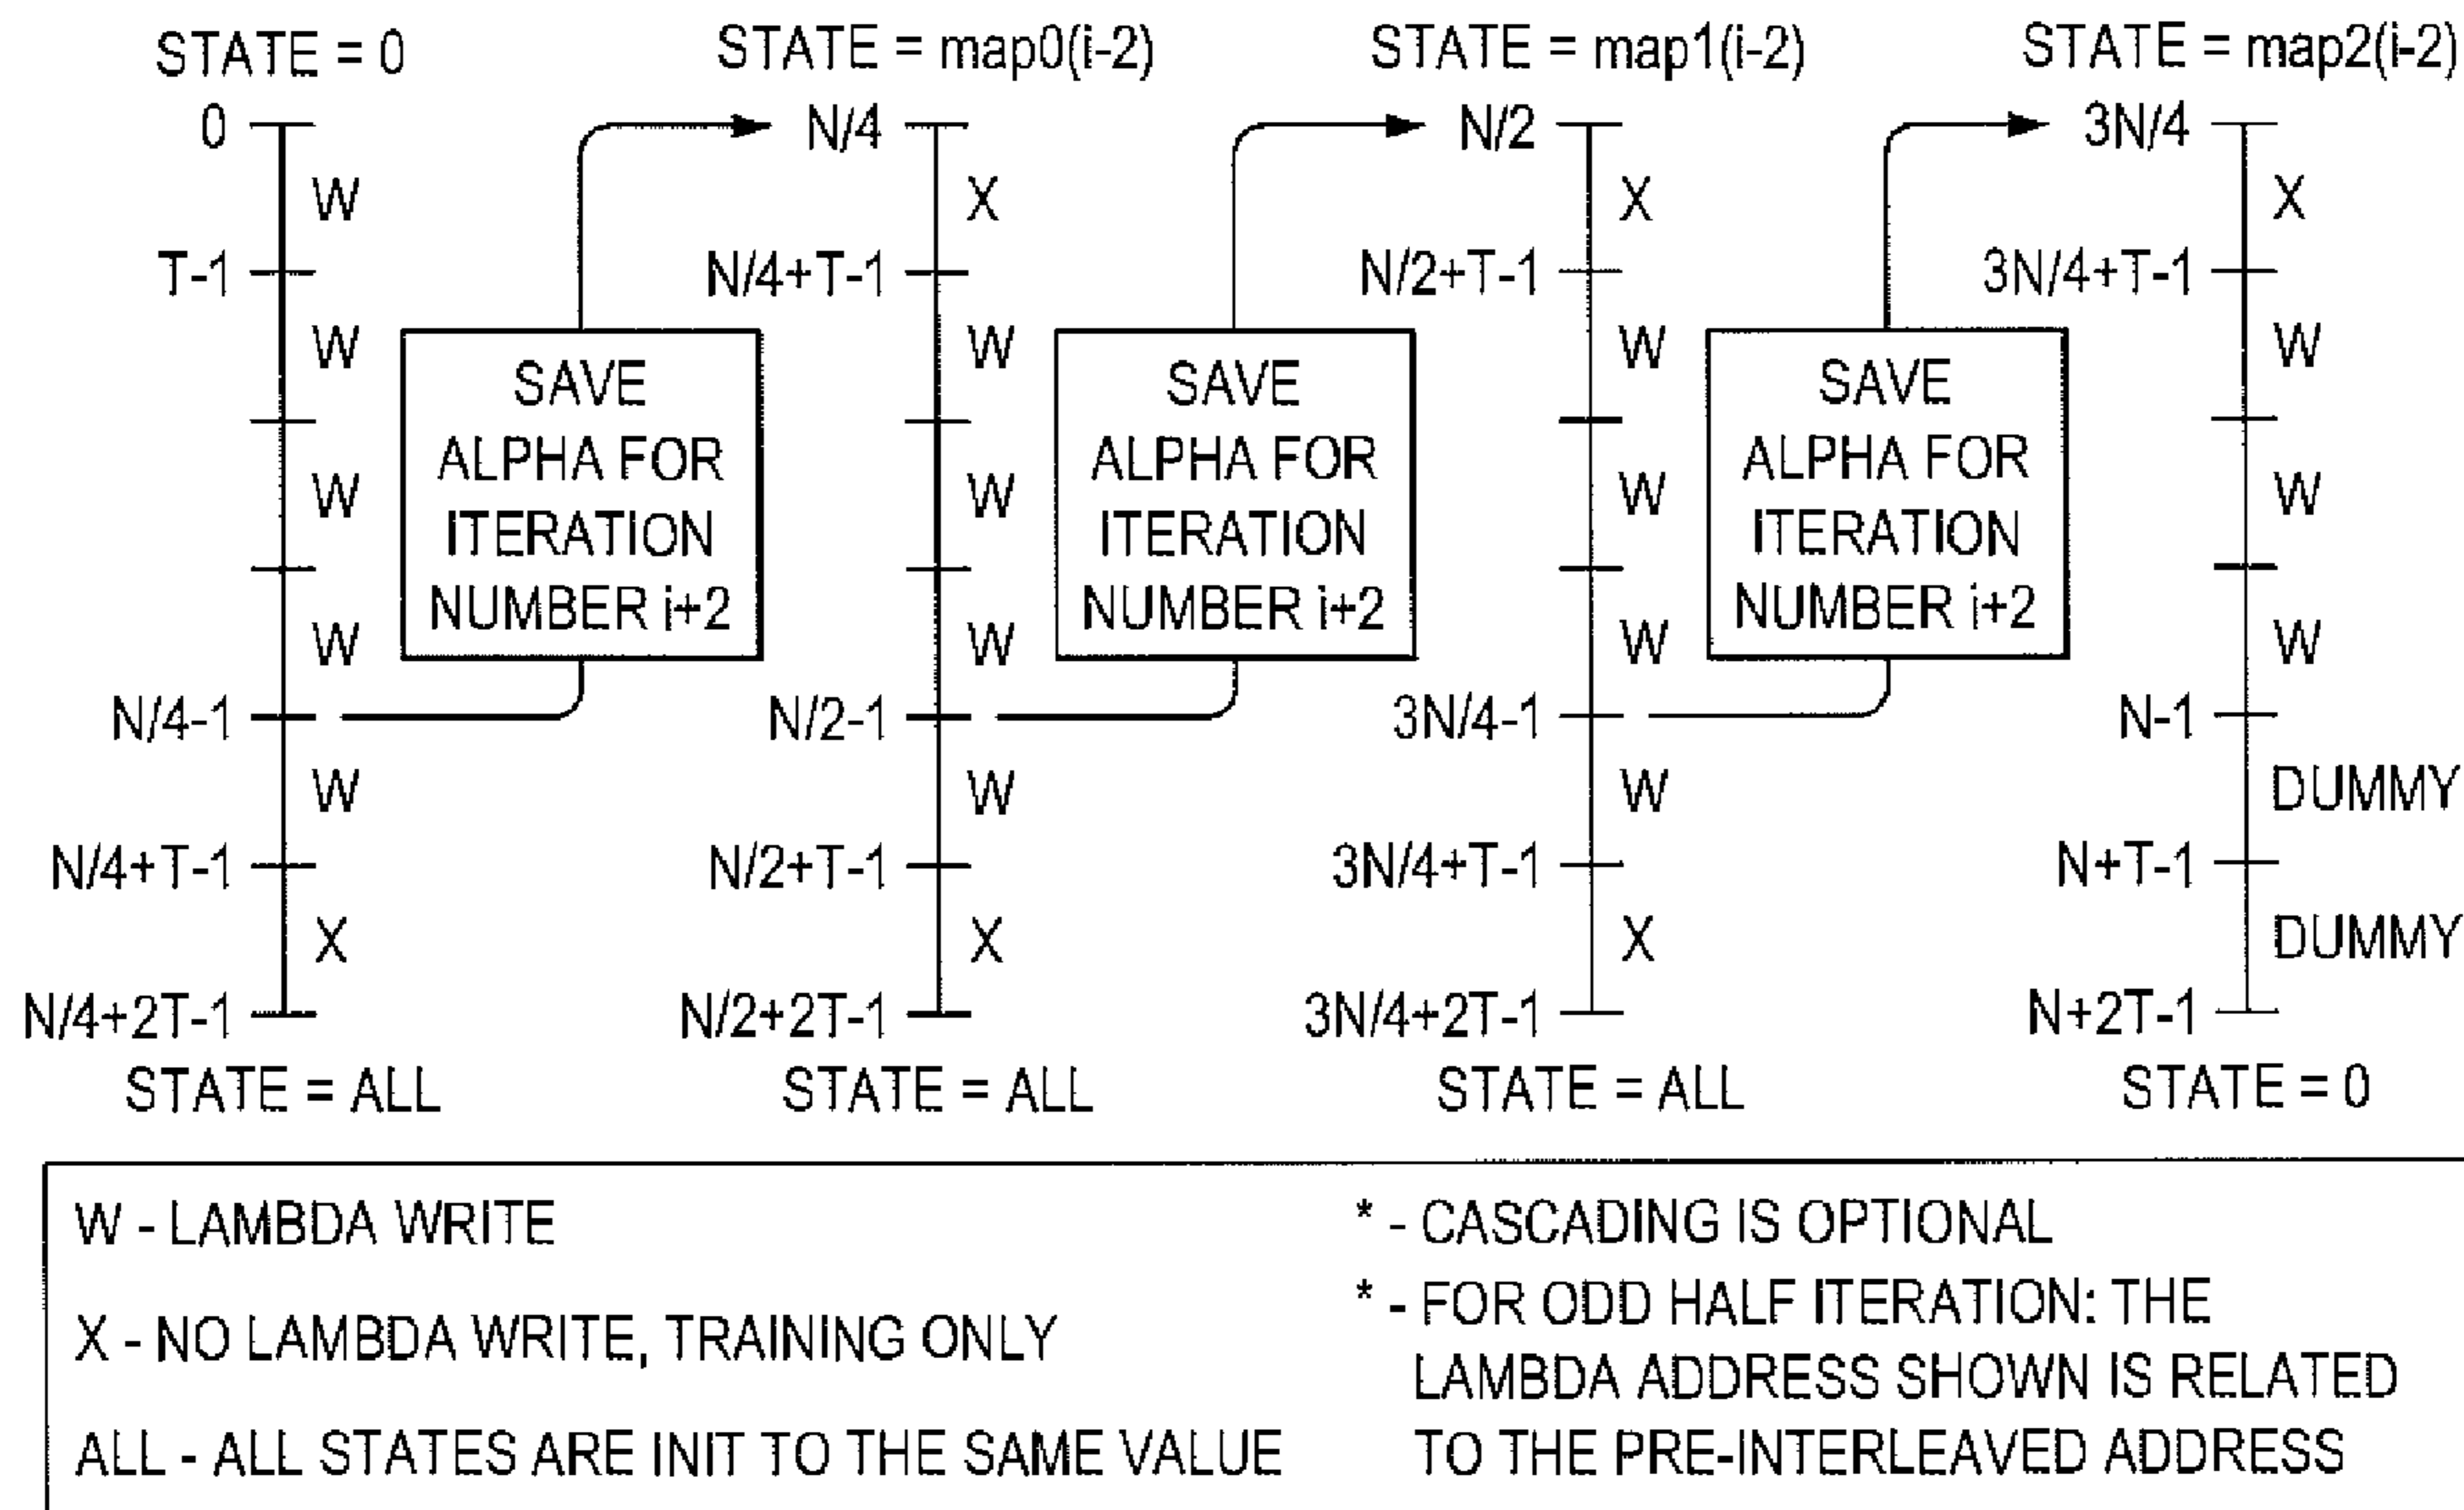 STATE = 0
0
W
T-1
W
W
W
N/4-1
W
N/4+T-1
X
N/4+2T-1
STATE = ALL
SAVE
ALPHA FOR
ITERATION
NUMBER i+2
STATE = map0(i-2)
N/4
X
N/4+T-1
W
W
W
N/2-1
W
N/2+T-1
X
N/2+2T-1
STATE = ALL
SAVE
ALPHA FOR
ITERATION
NUMBER i+2
STATE = map1(i-2)
N/2
X
N/2+T-1
W
W
W
3N/4-1
W
3N/4+T-1
X
3N/4+2T-1
STATE = ALL
SAVE
ALPHA FOR
ITERATION
NUMBER i+2
STATE = map2(i-2)
3N/4
X
3N/4+T-1
W
W
W
N-1
DUMMY
N+T-1
DUMMY
N+2T-1
STATE = 0
W - LAMBDA WRITE
X - NO LAMBDA WRITE, TRAINING ONLY
ALL - ALL STATES ARE INIT TO THE SAME VALUE
* - CASCADING IS OPTIONAL
* - FOR ODD HALF ITERATION: THE
LAMBDA ADDRESS SHOWN IS RELATED
TO THE PRE-INTERLEAVED ADDRESS